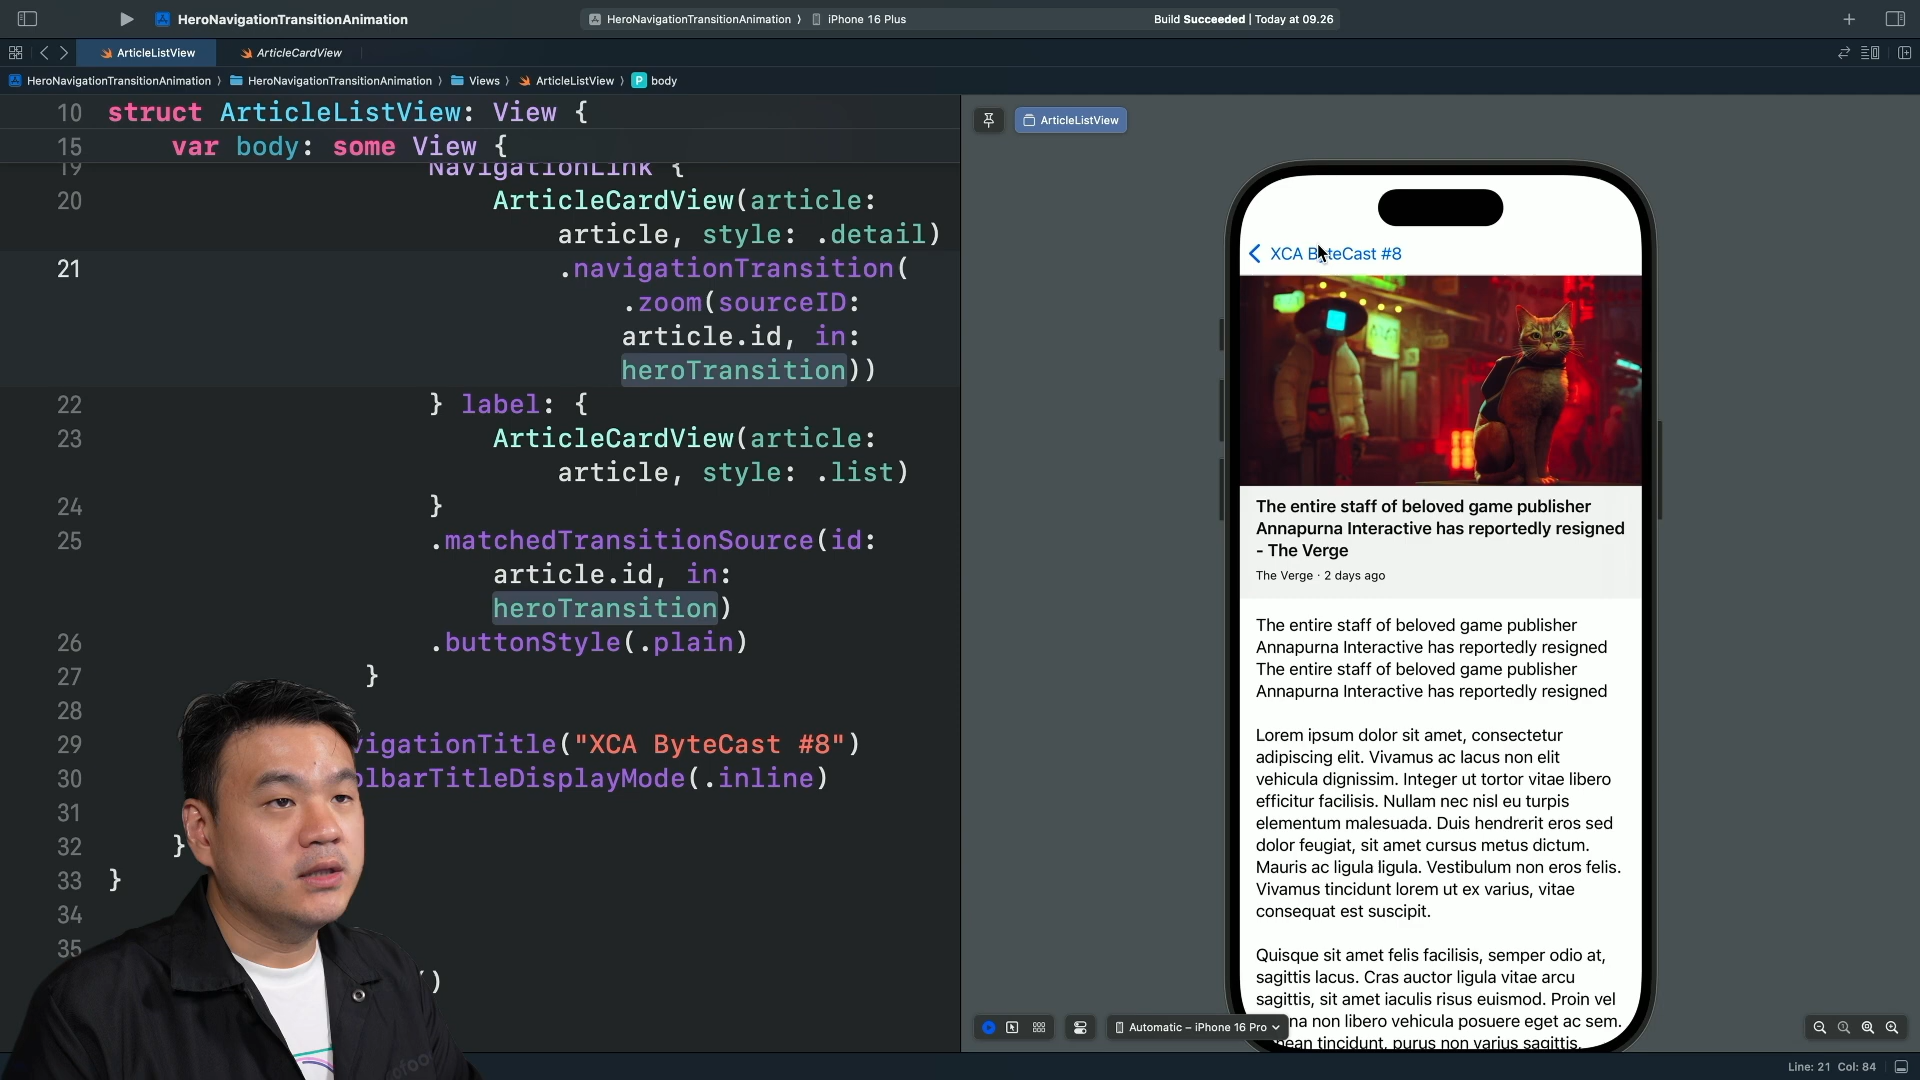 HeroNavigationTransitionAnimation
HeroNavigationTransitionAnimation 〉 iPhone 16 Plus
Build Succeeded | Today at 09.26
ArticleListView
ArticleCardView
HeroNavigationTransitionAnimation 〉 HeroNavigationTransitionAnimation 〉 Views 〉 ArticleListView 〉 P body
10 struct ArticleListView: View {
15 var body: some View {
19 NavigationLink {
20 ArticleCardView(article:
article, style: .detail)
21 .navigationTransition(
.zoom(sourceID:
article.id, in:
heroTransition))
22 } label: {
23 ArticleCardView(article:
article, style: .list)
24 }
25 .matchedTransitionSource(id:
article.id, in:
heroTransition)
26 .buttonStyle(.plain)
27 }
28
29 vigationTitle("XCA ByteCast #8")
30 olbarTitleDisplayMode(.inline)
31
32 }
33 }
34
35
()
ArticleListView
XCA ByteCast #8
The entire staff of beloved game publisher
Annapurna Interactive has reportedly resigned
- The Verge
The Verge · 2 days ago
The entire staff of beloved game publisher
Annapurna Interactive has reportedly resigned
The entire staff of beloved game publisher
Annapurna Interactive has reportedly resigned
Lorem ipsum dolor sit amet, consectetur
adipiscing elit. Vivamus ac lacus non elit
vehicula dignissim. Integer ut tortor vitae libero
efficitur facilisis. Nullam nec nisl eu turpis
elementum malesuada. Duis hendrerit eros sed
dolor feugiat, sit amet cursus metus dictum.
Mauris ac ligula ligula. Vestibulum non eros felis.
Vivamus tincidunt lorem ut ex varius, vitae
consequat est suscipit.
Quisque sit amet felis facilisis, semper odio at,
sagittis lacus. Cras auctor ligula vitae arcu
sagittis, sit amet iaculis risus euismod. Proin vel
na non libero vehicula posuere eget ac sem.
ean tincidunt, purus non varius sagittis,
Automatic – iPhone 16 Pro
Line: 21 Col: 84